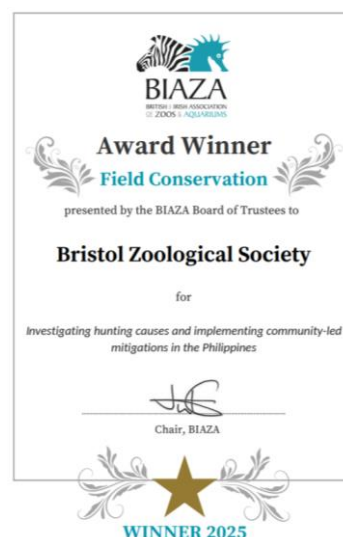 BIAZA
BRITISH & IRISH ASSOCIATION
OF ZOOS & AQUARIUMS
Award Winner
Field Conservation
presented by the BIAZA Board of Trustees to
Bristol Zoological Society
for
Investigating hunting causes and implementing community-led
mitigations in the Philippines
Chair, BIAZA
WINNER 2025